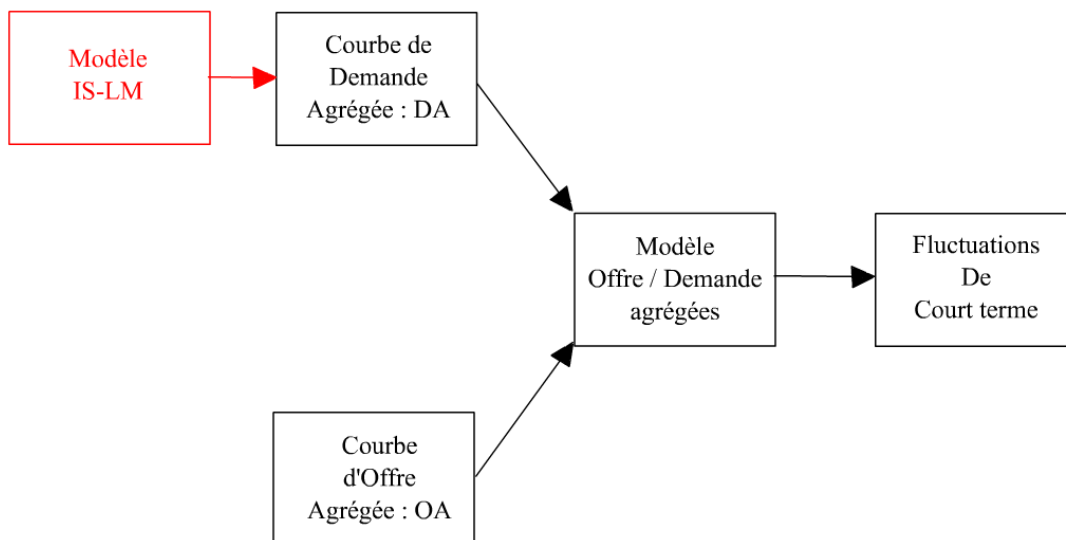 Modèle
IS-LM
Courbe de
Demande
Agrégée : DA
Modèle
Offre / Demande
agrégées
Fluctuations
De
Court terme
Courbe
d'Offre
Agrégée : OA